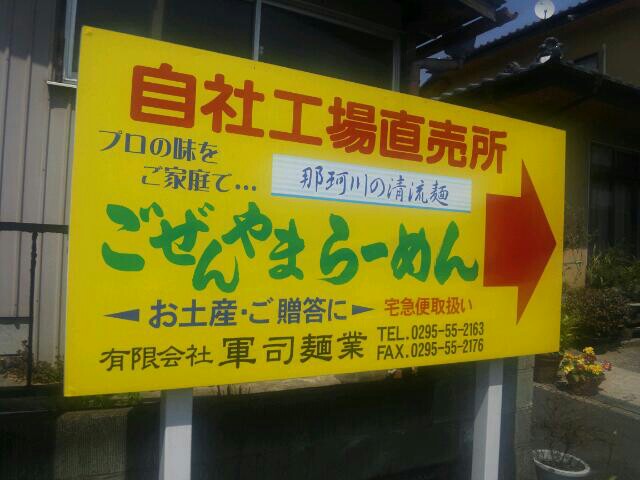 自社工場直売所
プロの味を
ご家庭で…
那珂川の清流麺
ごぜんやまらーめん
お土産・ご贈答に
宅急便取扱い
有限会社 軍司麺業
TEL. 0295-55-2163
FAX. 0295-55-2176